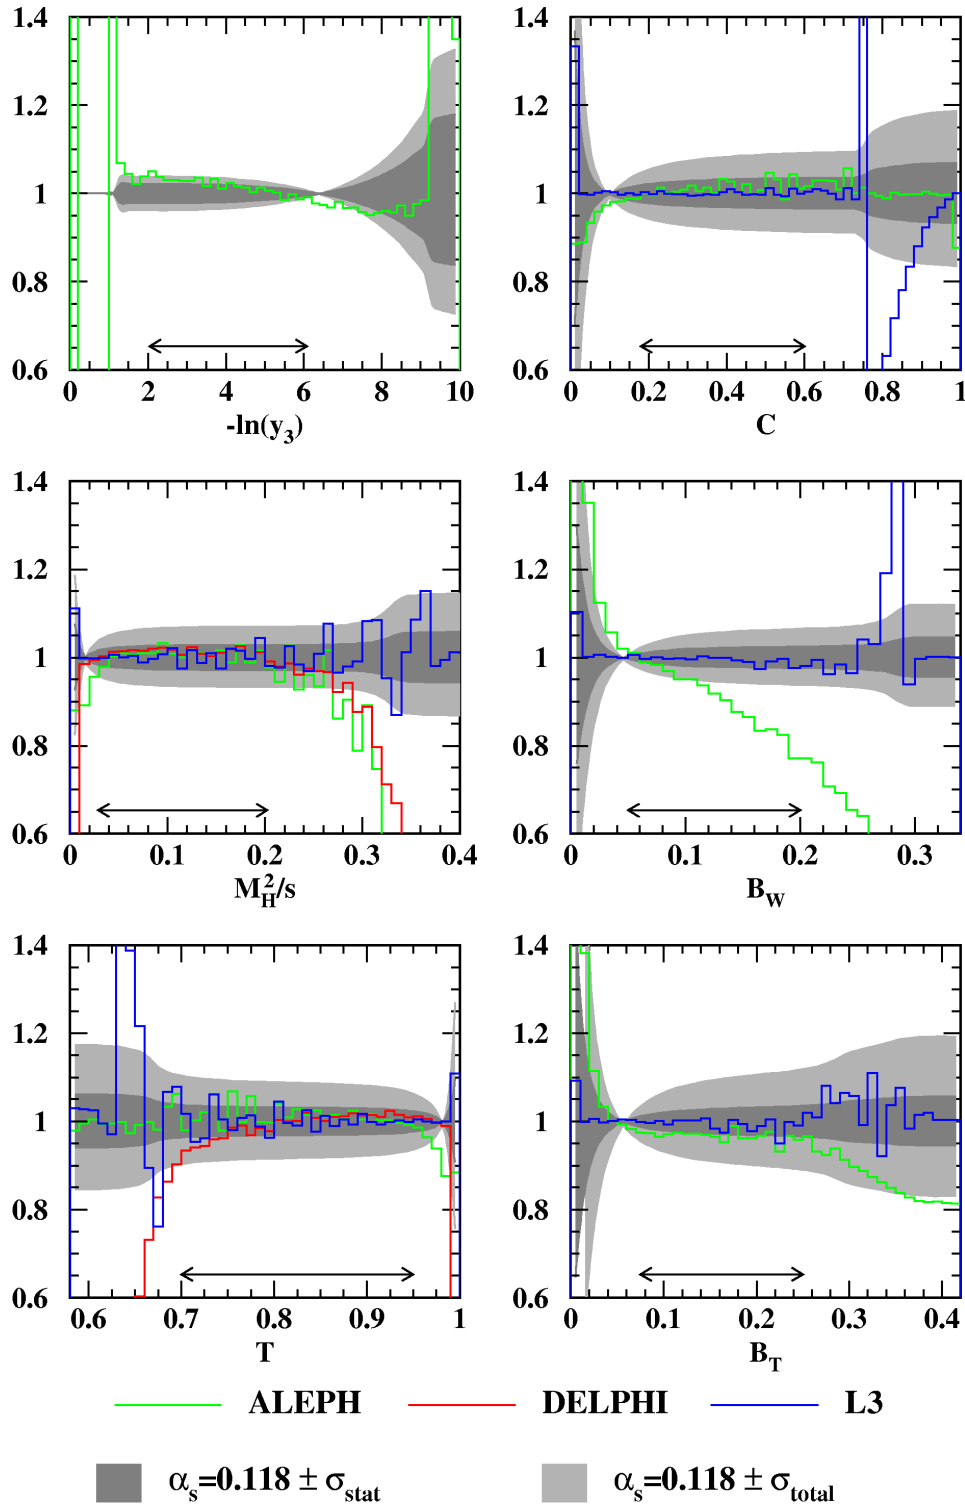 1.4
1.2
1
0.8
0.6
0 2 4 6 8 10
-ln(y3)
1.4
1.2
1
0.8
0.6
0 0.2 0.4 0.6 0.8 1
C
1.4
1.2
1
0.8
0.6
0 0.1 0.2 0.3 0.4
M_H^2/s
1.4
1.2
1
0.8
0.6
0 0.1 0.2 0.3
B_W
1.4
1.2
1
0.8
0.6
0.6 0.7 0.8 0.9 1
T
1.4
1.2
1
0.8
0.6
0 0.1 0.2 0.3 0.4
B_T
ALEPH DELPHI L3
α_s=0.118 ± σ_stat α_s=0.118 ± σ_total